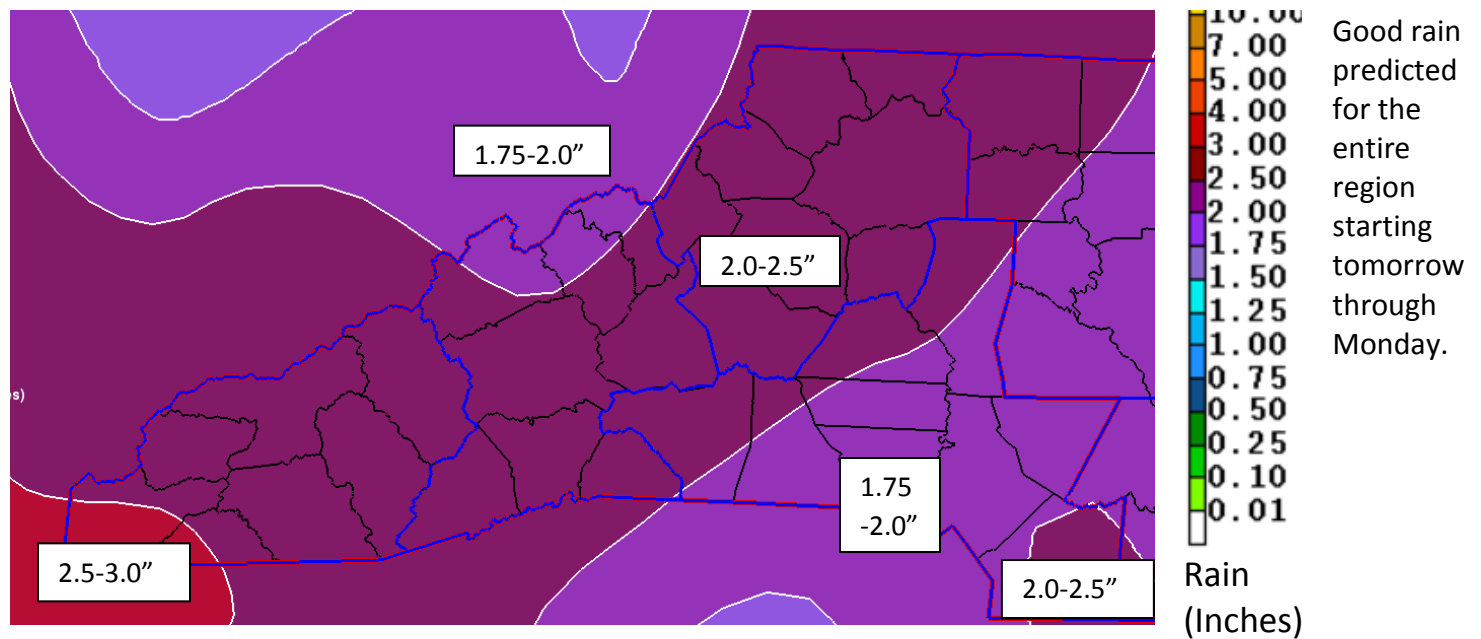 1.75-2.0”
2.0-2.5”
s)
1.75
-2.0”
2.5-3.0”
2.0-2.5”
10.00
7.00
5.00
4.00
3.00
2.50
2.00
1.75
1.50
1.25
1.00
0.75
0.50
0.25
0.10
0.01
Rain
(Inches)
Good rain
predicted
for the
entire
region
starting
tomorrow
through
Monday.